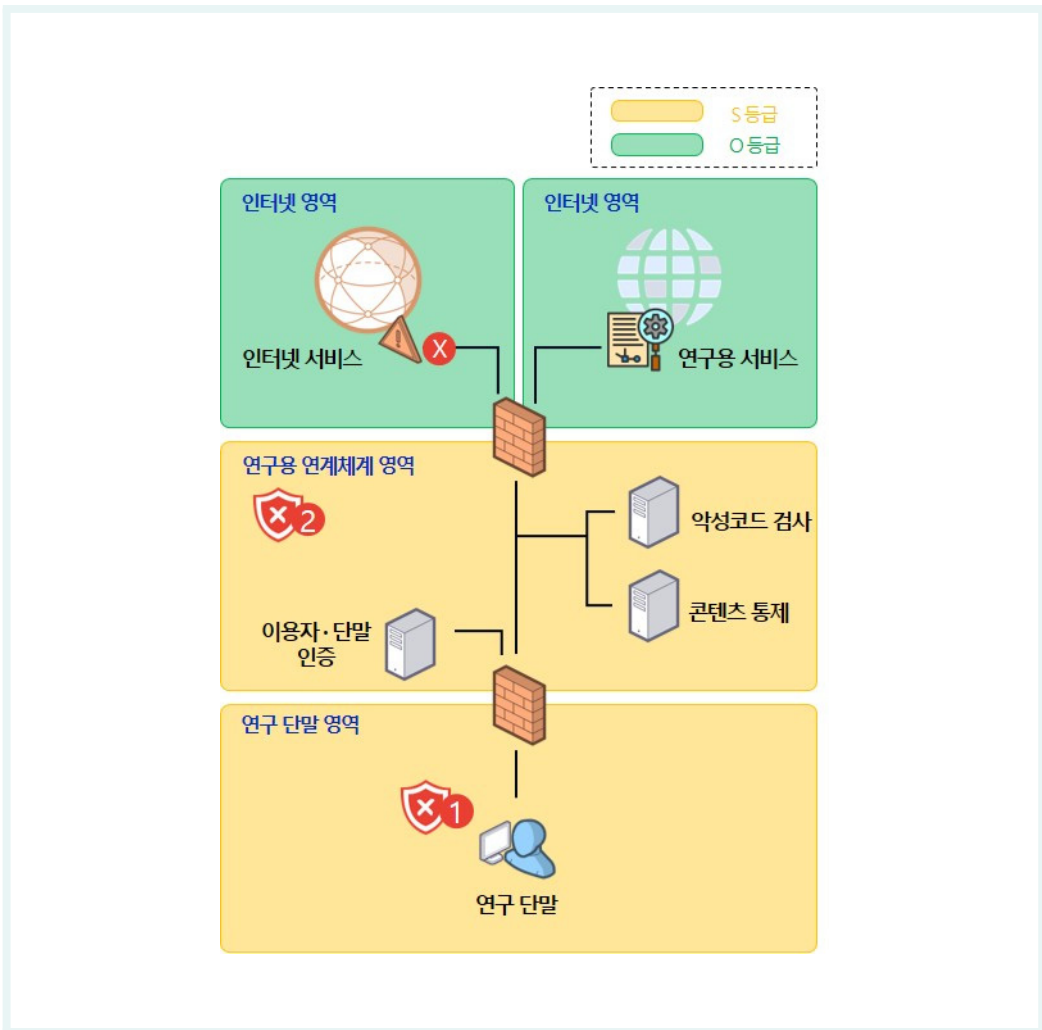 S 등급
O 등급
인터넷 영역
인터넷 영역
인터넷 서비스
X
연구용 서비스
연구용 연계체계 영역
2
악성코드 검사
콘텐츠 통제
이용자·단말
인증
연구 단말 영역
1
연구 단말